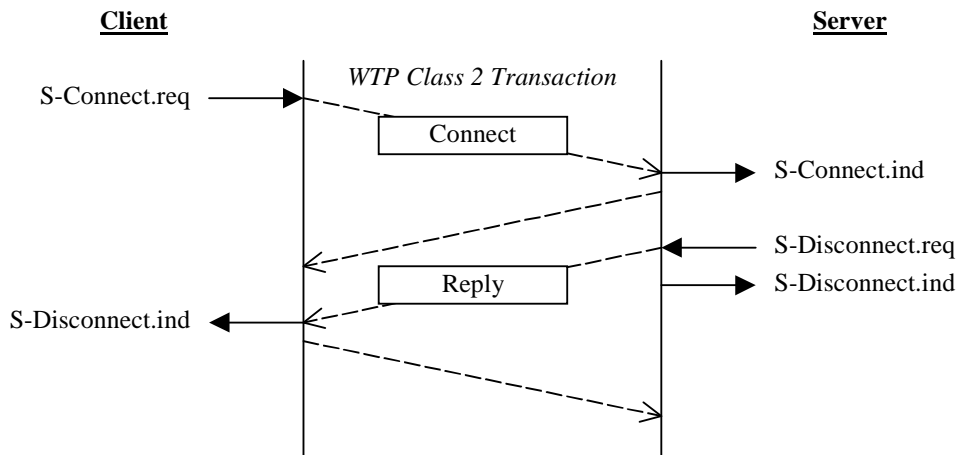 Client
Server
WTP Class 2 Transaction
S-Connect.req
Connect
S-Connect.ind
S-Disconnect.req
Reply
S-Disconnect.ind
S-Disconnect.ind